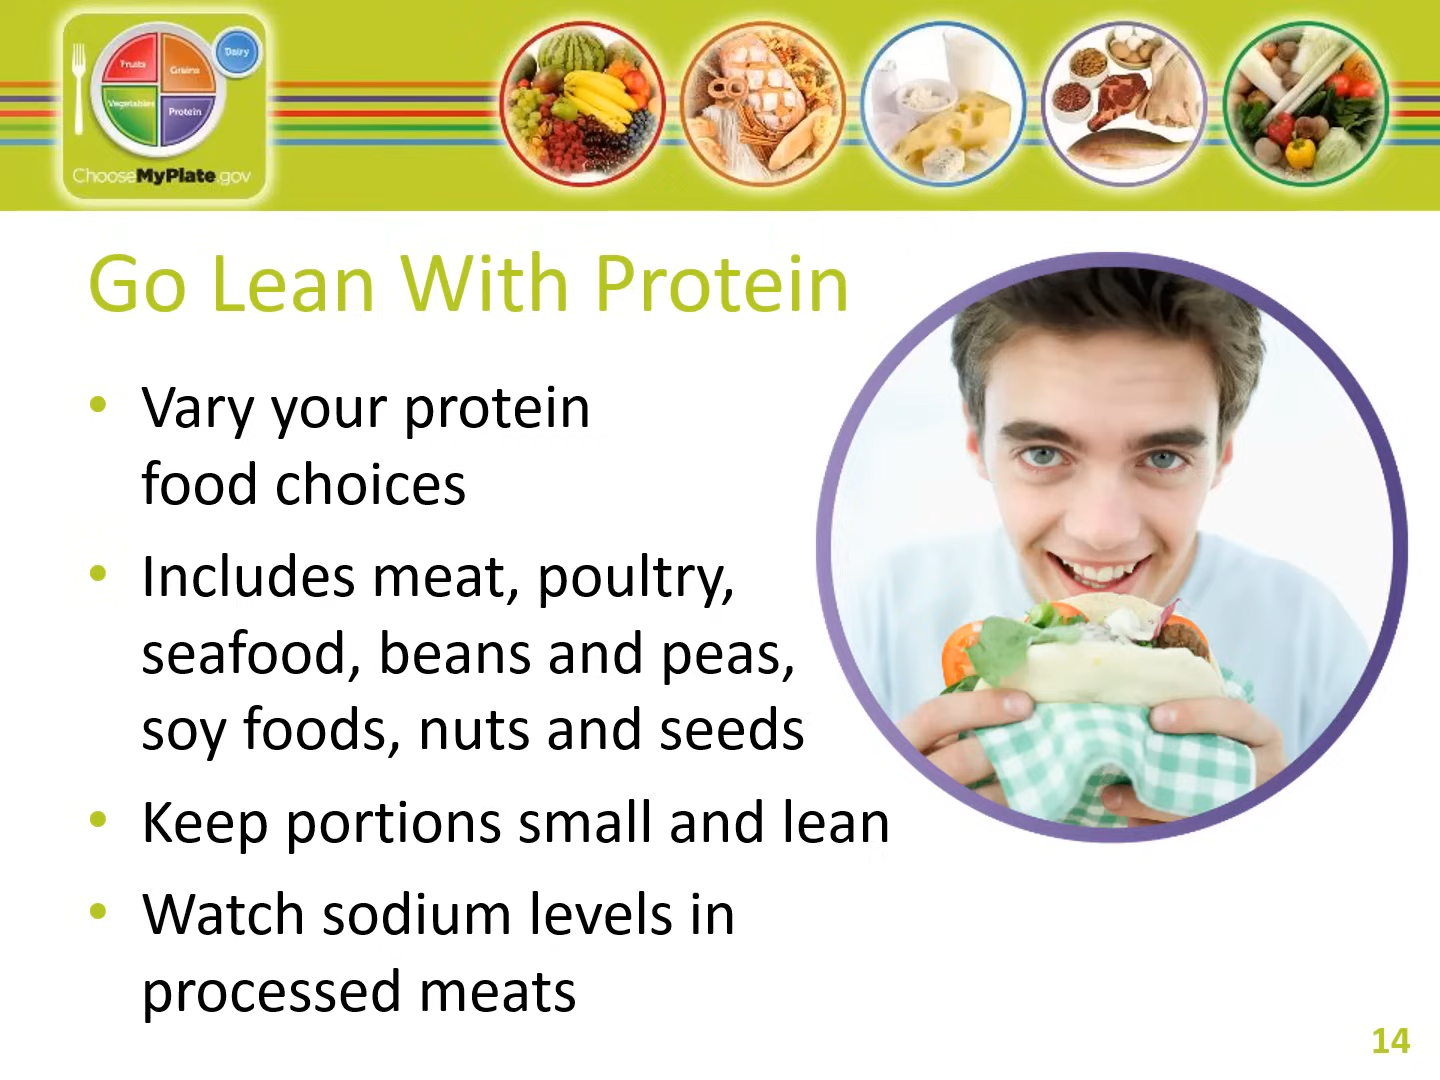 Fruits
Grains
Dairy
Vegetables
Protein
ChooseMyPlate.gov
Go Lean With Protein
• Vary your protein
food choices
• Includes meat, poultry,
seafood, beans and peas,
soy foods, nuts and seeds
• Keep portions small and lean
• Watch sodium levels in
processed meats
14